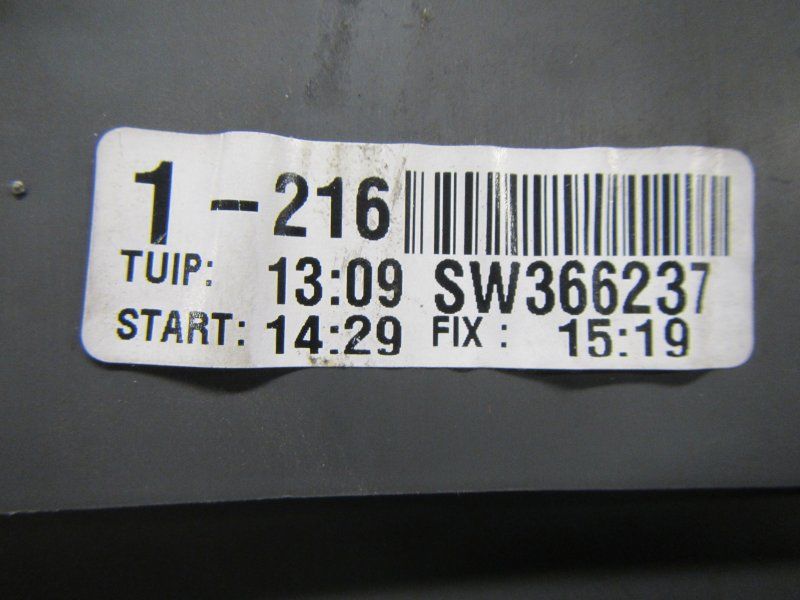 1-216
TUIP: 13:09 SW366237
START: 14:29 FIX : 15:19